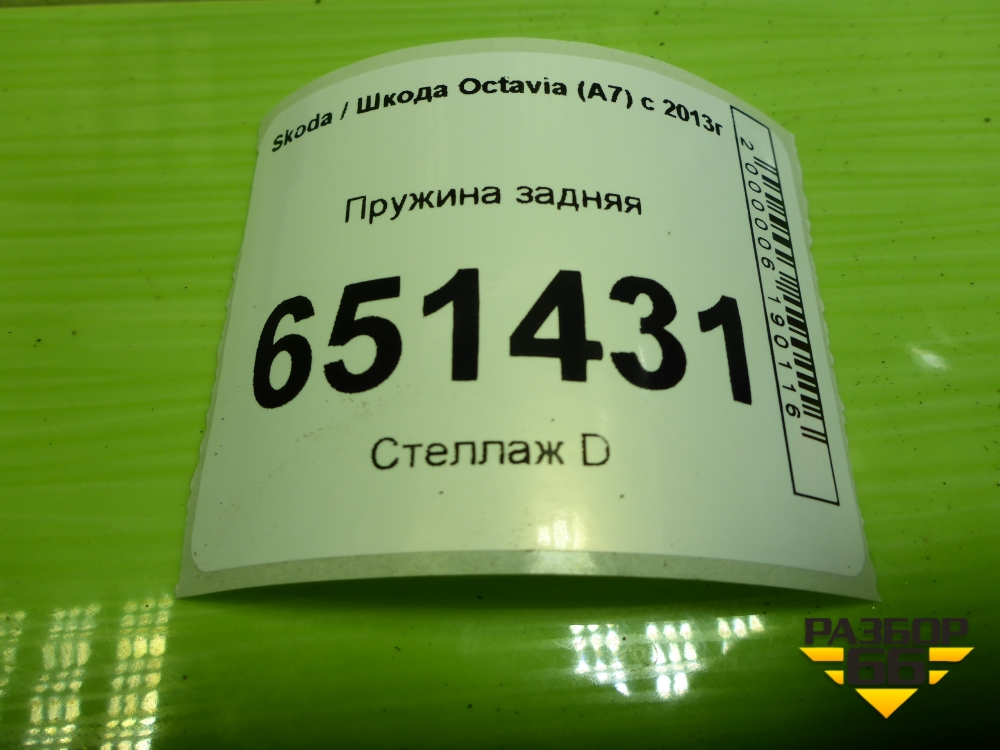 Skoda / Шкода Octavia (A7) с 2013г
Пружина задняя
651431
Стеллаж D
2000006190116
РАЗБОР
66